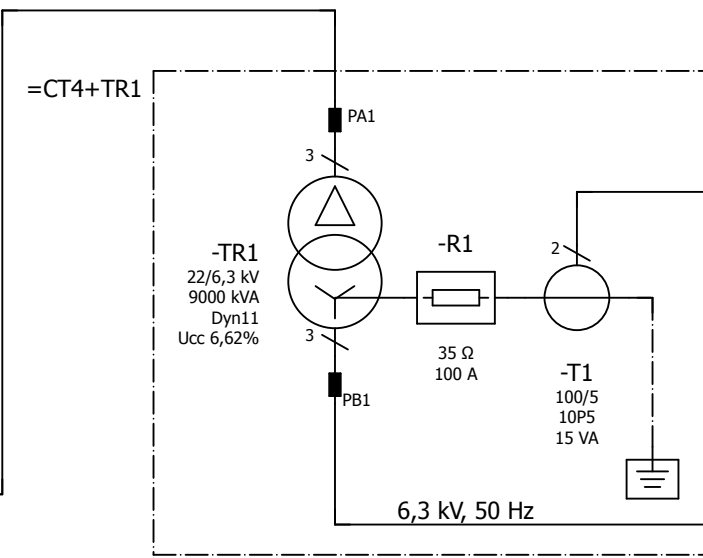 =CT4+TR1
PA1
3
-TR1
22/6,3 kV
9000 kVA
Dyn11
Ucc 6,62%
3
PB1
-R1
35 Ω
100 A
2
-T1
100/5
10P5
15 VA
6,3 kV, 50 Hz